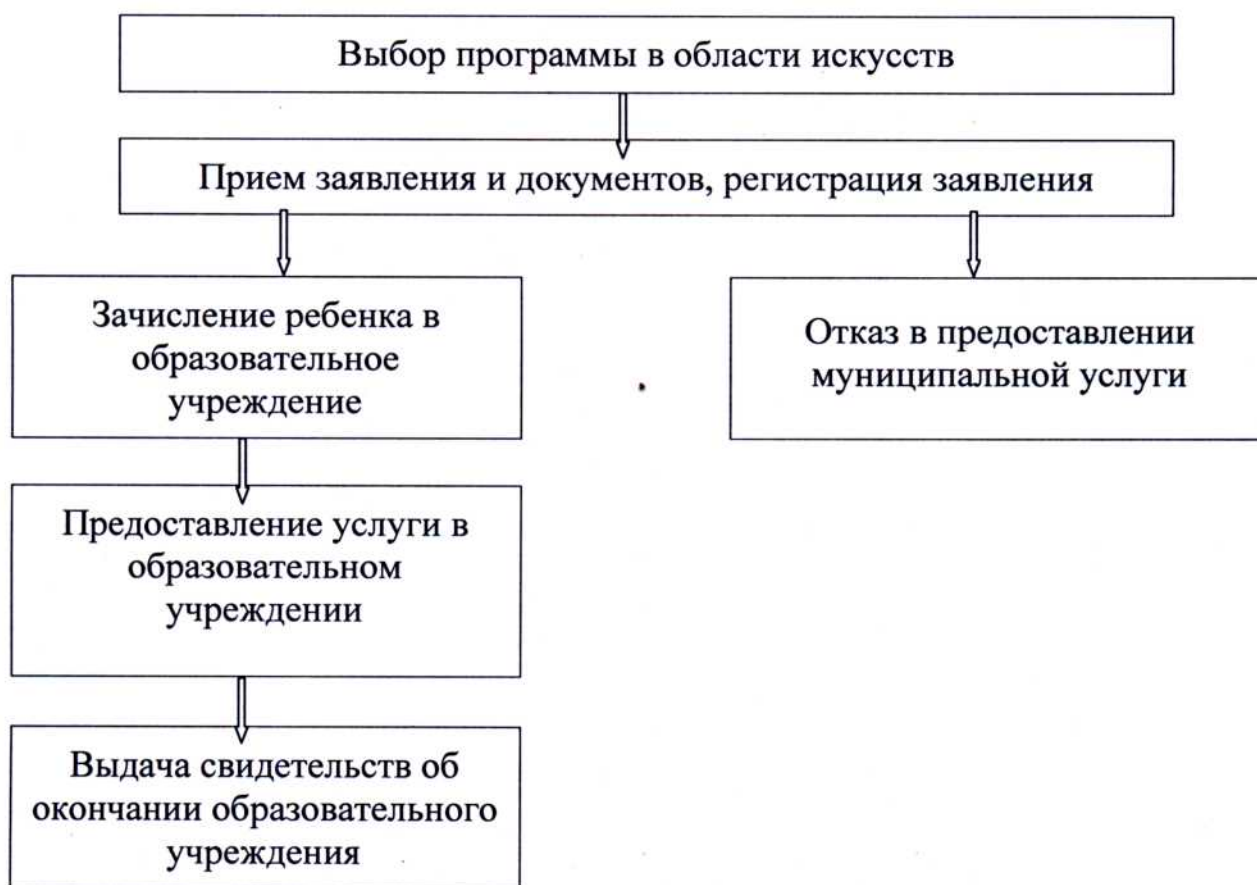 Выбор программы в области искусств
Прием заявления и документов, регистрация заявления
Зачисление ребенка в
образовательное
учреждение
Отказ в предоставлении
муниципальной услуги
Предоставление услуги в
образовательном
учреждении
Выдача свидетельств об
окончании образовательного
учреждения